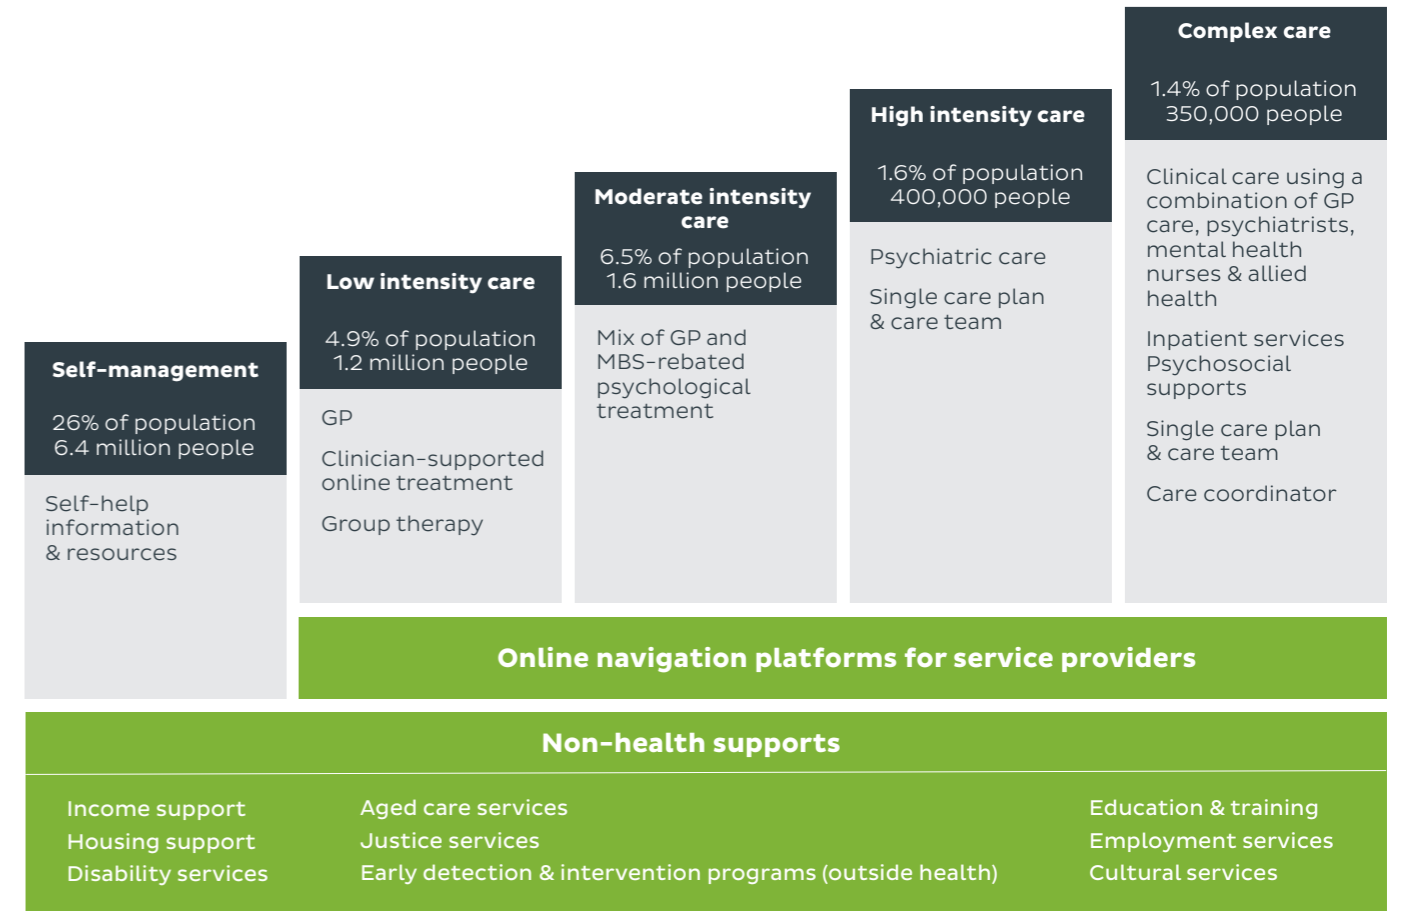 Self-management
26% of population
6.4 million people
Self-help
information
& resources
Low intensity care
4.9% of population
1.2 million people
GP
Clinician-supported
online treatment
Group therapy
Moderate intensity
care
6.5% of population
1.6 million people
Mix of GP and
MBS-rebated
psychological
treatment
High intensity care
1.6% of population
400,000 people
Psychiatric care
Single care plan
& care team
Complex care
1.4% of population
350,000 people
Clinical care using a
combination of GP
care, psychiatrists,
mental health
nurses & allied
health
Inpatient services
Psychosocial
supports
Single care plan
& care team
Care coordinator
Online navigation platforms for service providers
Non-health supports
Income support
Housing support
Disability services
Aged care services
Justice services
Early detection & intervention programs (outside health)
Education & training
Employment services
Cultural services